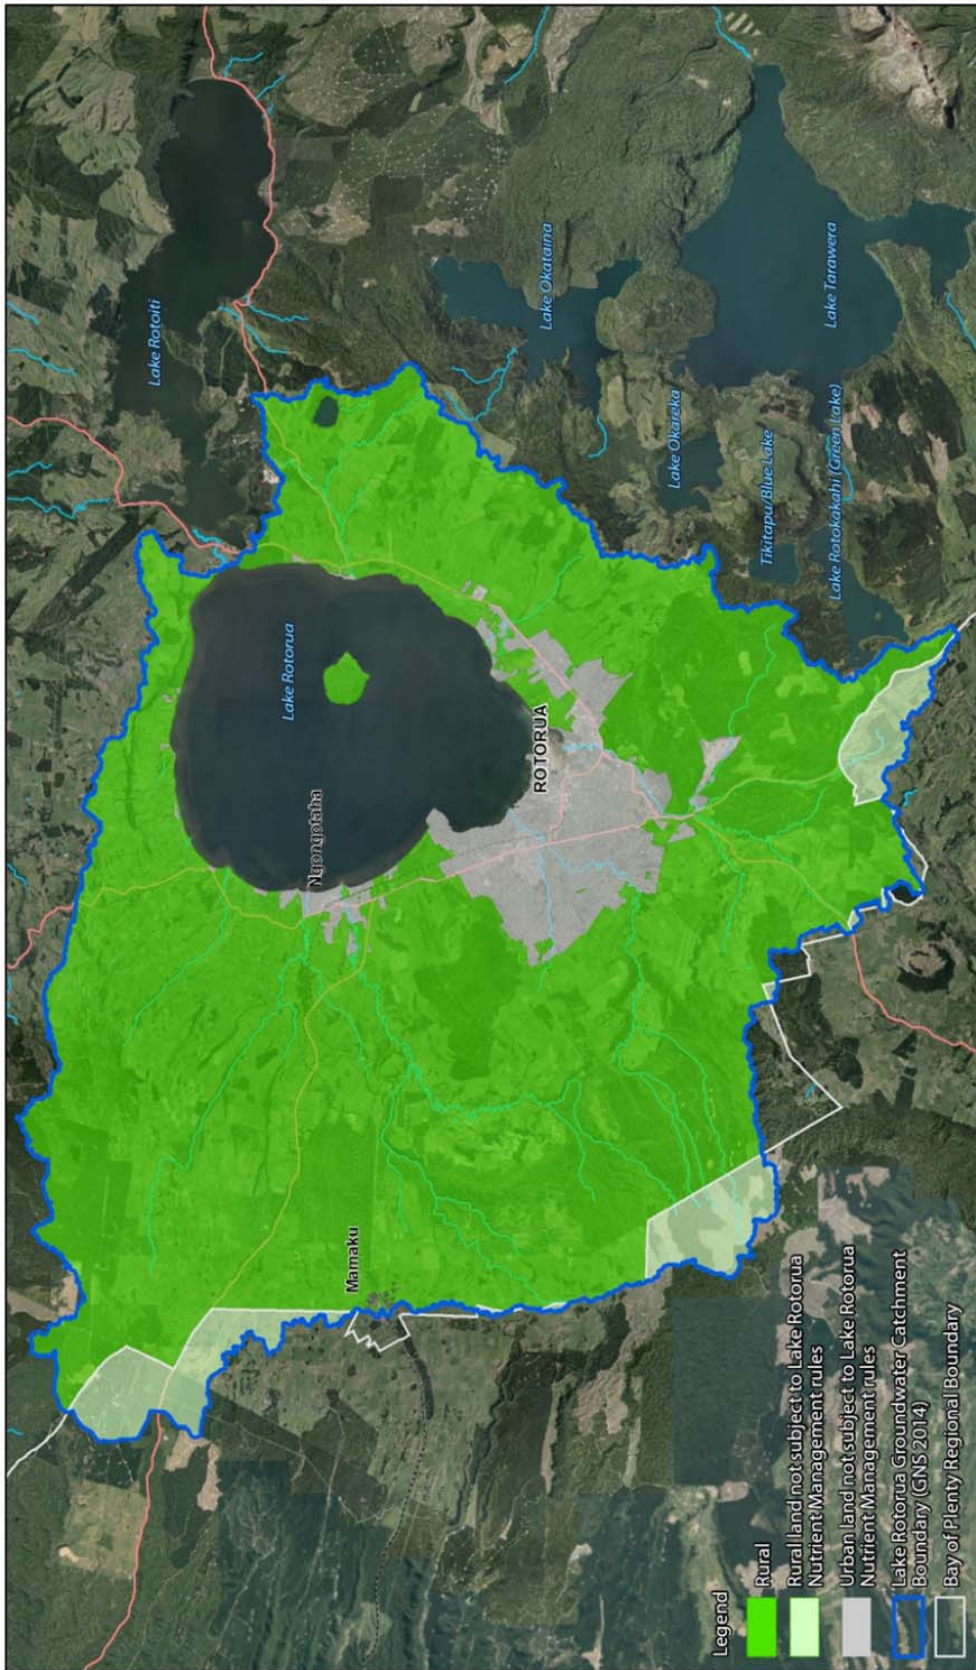 Lake Rotoiti
Lake Rotorua
Ngongotaha
Mamaku
ROTORUA
Lake Okataina
Lake Okareka
Tikitapu/Blue Lake
Lake Rotokakahi (Green Lake)
Lake Tarawera
Legend
Rural
Rural land not subject to Lake Rotorua
Nutrient Management rules
Urban land not subject to Lake Rotorua
Nutrient Management rules
Lake Rotorua Groundwater Catchment
Boundary (GNS 2014)
Bay of Plenty Regional Boundary